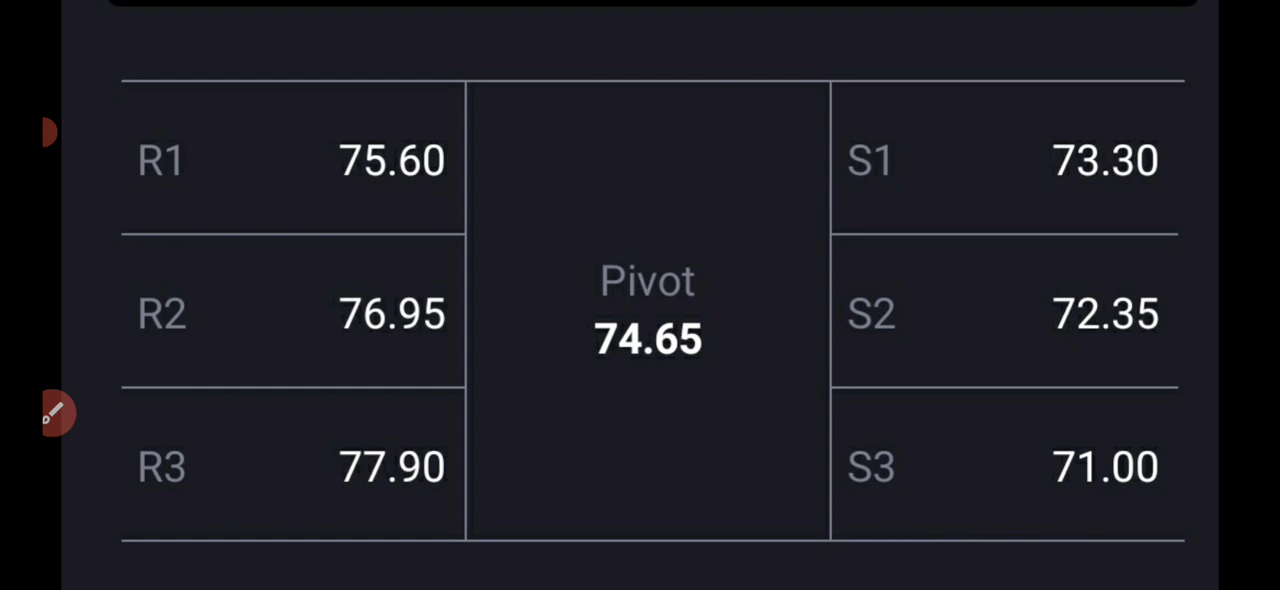 R1 75.60
R2 76.95
R3 77.90
Pivot
74.65
S1 73.30
S2 72.35
S3 71.00